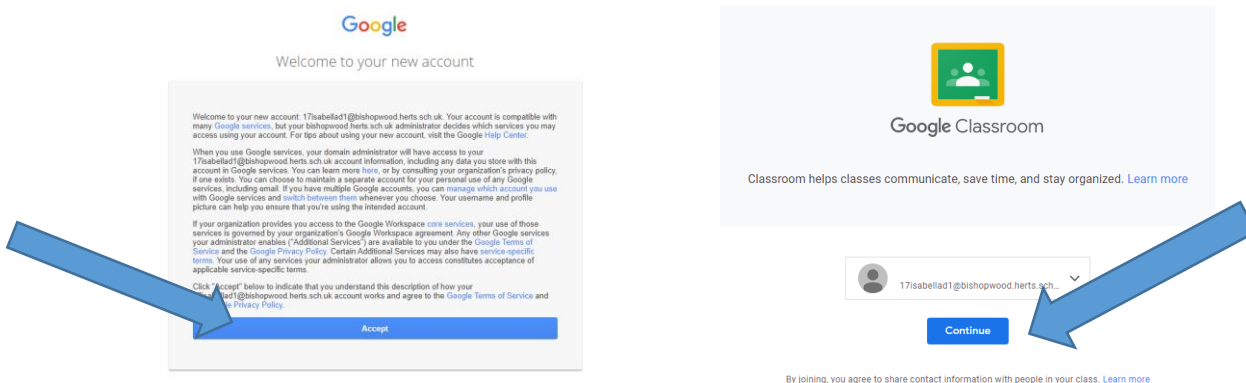 Google
Welcome to your new account
Welcome to your new account: 17isabellad1@bishopwood.herts.sch.uk. Your account is compatible with
many Google services, but your bishopwood.herts.sch.uk administrator decides which services you may
access using your account. For tips about using your new account, visit the Google Help Center.
When you use Google services, your domain administrator will have access to your
17isabellad1@bishopwood.herts.sch.uk account information, including any data you store with this
account in Google services. You can learn more here, or by consulting your organization's privacy policy,
if one exists. You can choose to maintain a separate account for your personal use of any Google
services, including email. If you have multiple Google accounts, you can manage which account you use
with Google services and switch between them whenever you choose. Your username and profile
picture can help you ensure that you're using the intended account.
If your organization provides you access to the Google Workspace core services, your use of those
services is governed by your organization's Google Workspace agreement. Any other Google services
your administrator enables ("Additional Services") are available to you under the Google Terms of
Service and the Google Privacy Policy. Certain Additional Services may also have service-specific
terms. Your use of any services your administrator allows you to access constitutes acceptance of
applicable service-specific terms.
Click "Accept" below to indicate that you understand this description of how your
lad1@bishopwood.herts.sch.uk account works and agree to the Google Terms of Service and
Privacy Policy.
Accept
Google Classroom
Classroom helps classes communicate, save time, and stay organized. Learn more
17isabellad1@bishopwood.herts.sch...
Continue
By joining, you agree to share contact information with people in your class. Learn more